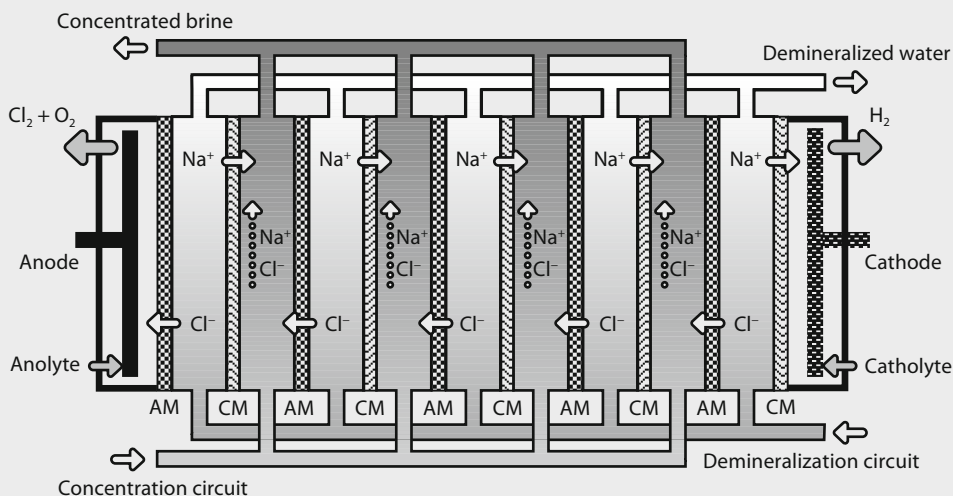 Concentrated brine
Demineralized water
Cl₂ + O₂
H₂
Na⁺ Na⁺ Na⁺ Na⁺ Na⁺
Na⁺ Na⁺ Na⁺ Na⁺
Anode
Cathode
Cl⁻ Cl⁻ Cl⁻ Cl⁻
Cl⁻ Cl⁻ Cl⁻ Cl⁻ Cl⁻
Anolyte
Catholyte
AM CM AM CM AM CM AM CM AM CM
Demineralization circuit
Concentration circuit